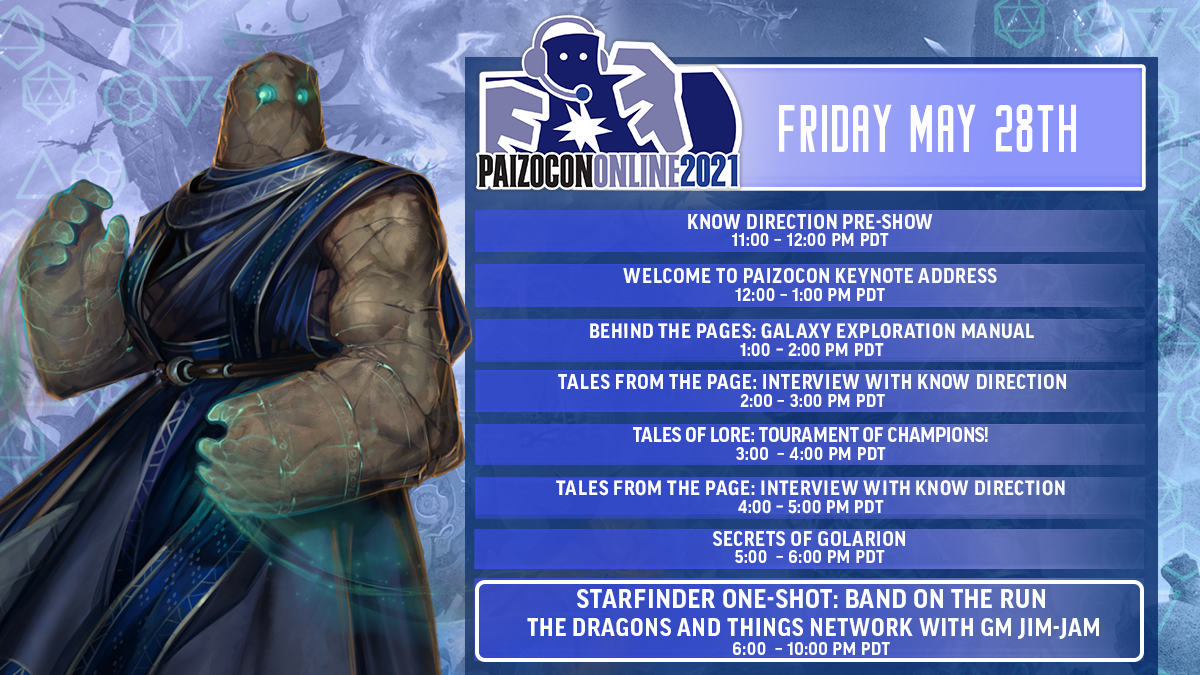 PAIZOCONONLINE2021
FRIDAY MAY 28TH
KNOW DIRECTION PRE-SHOW
11:00 – 12:00 PM PDT
WELCOME TO PAIZOCON KEYNOTE ADDRESS
12:00 – 1:00 PM PDT
BEHIND THE PAGES: GALAXY EXPLORATION MANUAL
1:00 – 2:00 PM PDT
TALES FROM THE PAGE: INTERVIEW WITH KNOW DIRECTION
2:00 – 3:00 PM PDT
TALES OF LORE: TOURAMENT OF CHAMPIONS!
3:00 – 4:00 PM PDT
TALES FROM THE PAGE: INTERVIEW WITH KNOW DIRECTION
4:00 – 5:00 PM PDT
SECRETS OF GOLARION
5:00 – 6:00 PM PDT
STARFINDER ONE-SHOT: BAND ON THE RUN
THE DRAGONS AND THINGS NETWORK WITH GM JIM-JAM
6:00 – 10:00 PM PDT